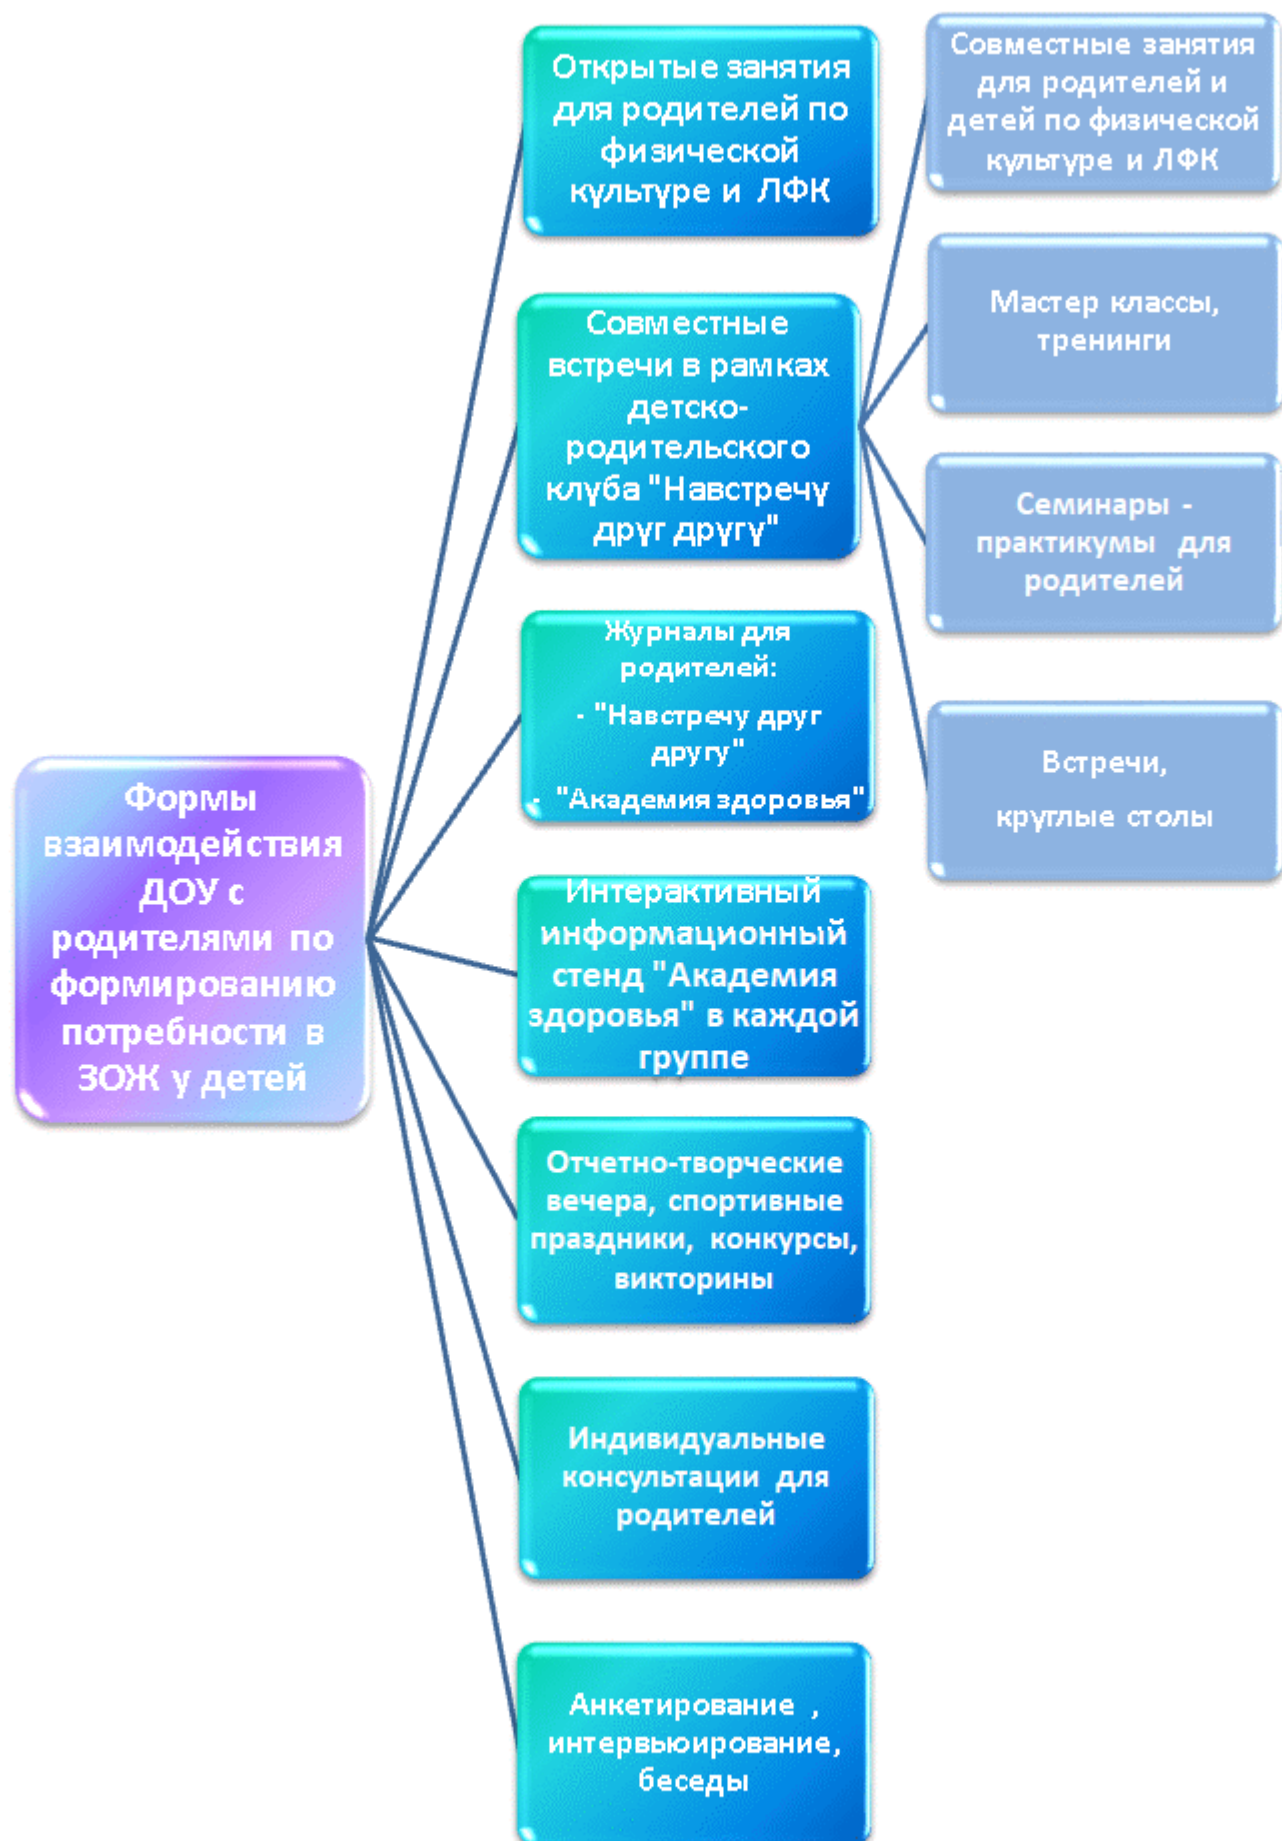 Формы
взаимодействия
ДОУ с
родителями по
формированию
потребности в
ЗОЖ у детей
Открытые занятия
для родителей по
физической
культуре и ЛФК
Совместные
встречи в рамках
детско-
родительского
клуба "Навстречу
друг другу"
Журналы для
родителей:
- "Навстречу друг
другу"
- "Академия здоровья"
Интерактивный
информационный
стенд "Академия
здоровья" в каждой
группе
Отчетно-творческие
вечера, спортивные
праздники, конкурсы,
викторины
Индивидуальные
консультации для
родителей
Анкетирование ,
интервьюирование,
беседы
Совместные занятия
для родителей и
детей по физической
культуре и ЛФК
Мастер классы,
тренинги
Семинары -
практикумы для
родителей
Встречи,
круглые столы